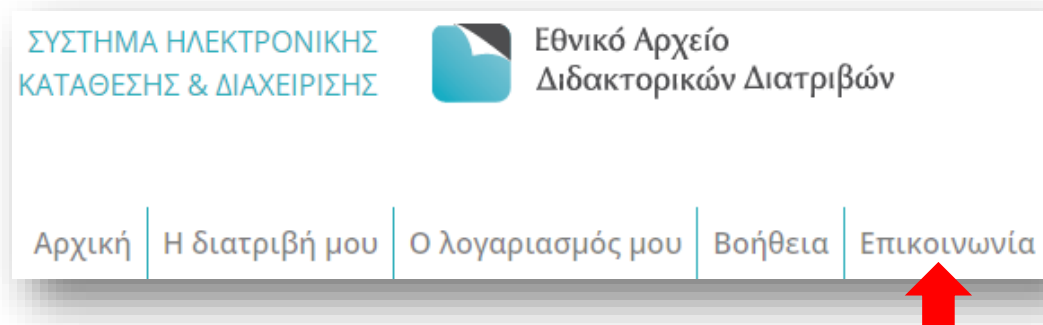 ΣΥΣΤΗΜΑ ΗΛΕΚΤΡΟΝΙΚΗΣ
ΚΑΤΑΘΕΣΗΣ & ΔΙΑΧΕΙΡΙΣΗΣ
Εθνικό Αρχείο
Διδακτορικών Διατριβών
Αρχική Η διατριβή μου Ο λογαριασμός μου Βοήθεια Επικοινωνία